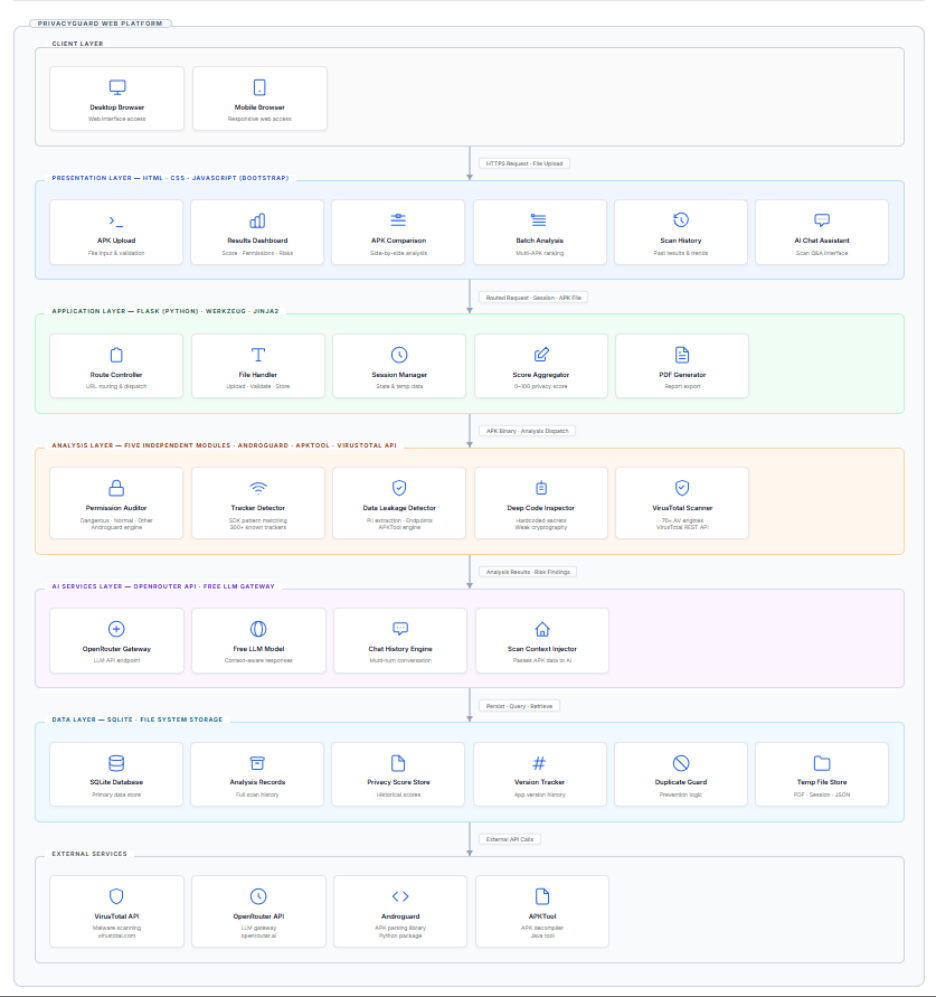 PRIVACYGUARD WEB PLATFORM
CLIENT LAYER
Desktop Browser
Web interface access
Mobile Browser
Responsive web access
HTTPS Request · File Upload
PRESENTATION LAYER — HTML · CSS · JAVASCRIPT (BOOTSTRAP)
APK Upload
File input & validation
Results Dashboard
Score · Permissions · Risks
APK Comparison
Side-by-side analysis
Batch Analysis
Multi-APK ranking
Scan History
Past results & trends
AI Chat Assistant
Scan Q&A interface
Routed Request · Session · APK File
APPLICATION LAYER — FLASK (PYTHON) · WERKZEUG · JINJA2
Route Controller
URL routing & dispatch
File Handler
Upload · Validate · Store
Session Manager
State & temp data
Score Aggregator
0–100 privacy score
PDF Generator
Report export
APK Binary · Analysis Dispatch
ANALYSIS LAYER — FIVE INDEPENDENT MODULES · ANDROGUARD · APKTOOL · VIRUSTOTAL API
Permission Auditor
Dangerous · Normal · Other
Androguard engine
Tracker Detector
SDK pattern matching
300+ known trackers
Data Leakage Detector
PII extraction · Endpoints
APKTool engine
Deep Code Inspector
Hardcoded secrets
Weak cryptography
VirusTotal Scanner
70+ AV engines
VirusTotal REST API
Analysis Results · Risk Findings
AI SERVICES LAYER — OPENROUTER API · FREE LLM GATEWAY
OpenRouter Gateway
LLM API endpoint
Free LLM Model
Context-aware responses
Chat History Engine
Multi-turn conversation
Scan Context Injector
Passes APK data to AI
Persist · Query · Retrieve
DATA LAYER — SQLITE · FILE SYSTEM STORAGE
SQLite Database
Primary data store
Analysis Records
Full scan history
Privacy Score Store
Historical scores
Version Tracker
App version history
Duplicate Guard
Prevention logic
Temp File Store
PDF · Session · JSON
External API Calls
EXTERNAL SERVICES
VirusTotal API
Malware scanning
virustotal.com
OpenRouter API
LLM gateway
openrouter.ai
Androguard
APK parsing library
Python package
APKTool
APK decompiler
Java tool